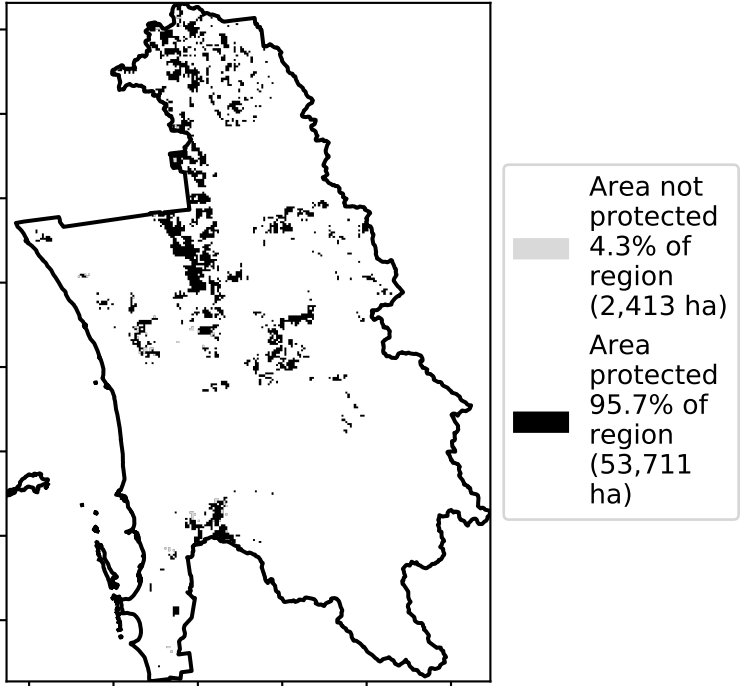 Area not
protected
4.3% of
region
(2,413 ha)
Area
protected
95.7% of
region
(53,711
ha)